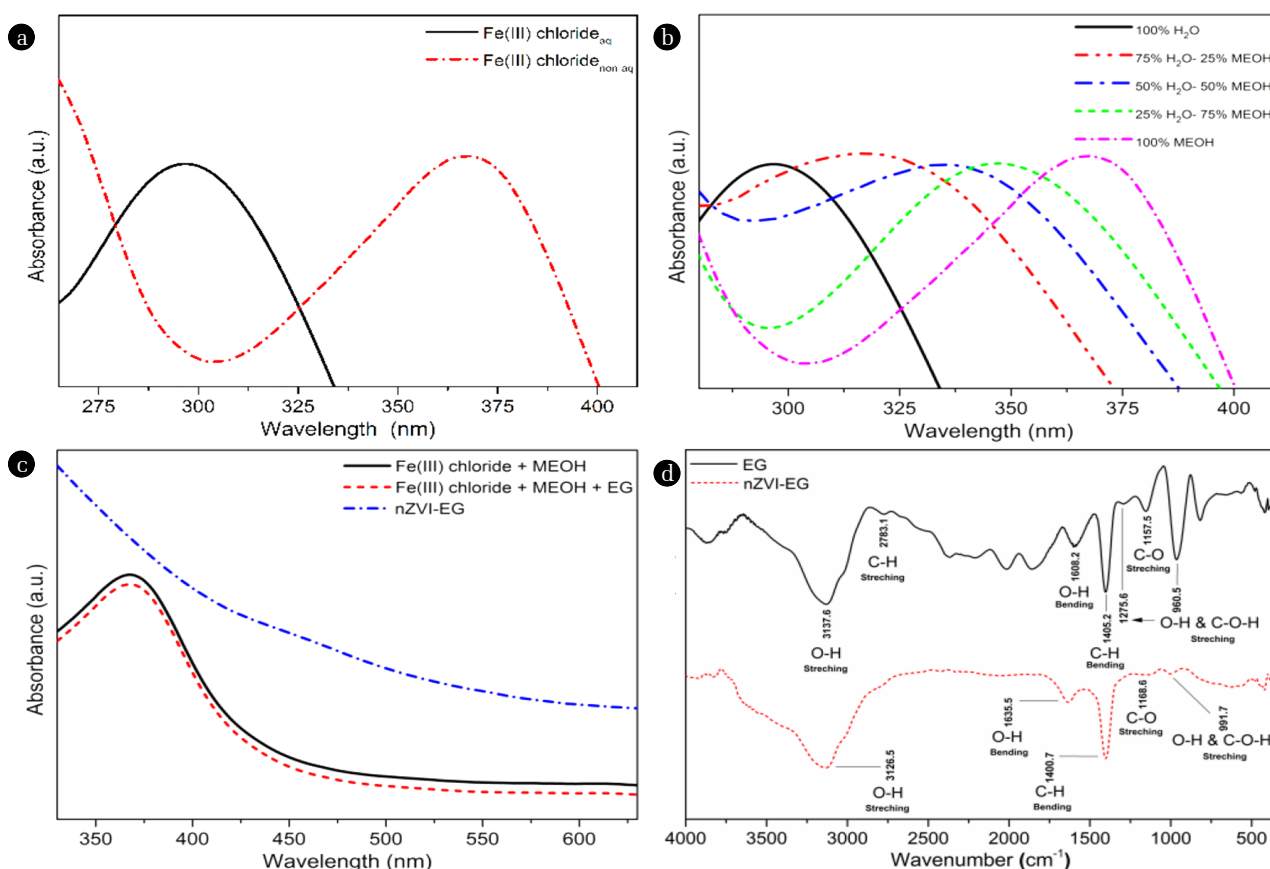 a
Fe(III) chloride aq
Fe(III) chloride non aq
Absorbance (a.u.)
275 300 325 350 375 400
Wavelength (nm)
b
100% H2O
75% H2O- 25% MEOH
50% H2O- 50% MEOH
25% H2O- 75% MEOH
100% MEOH
Absorbance (a.u.)
300 325 350 375 400
Wavelength (nm)
c
Fe(III) chloride + MEOH
Fe(III) chloride + MEOH + EG
nZVI-EG
Absorbance (a.u.)
350 400 450 500 550 600
Wavelength (nm)
d
EG
nZVI-EG
3137.6
O-H
Streching
2783.1
C-H
Streching
1608.2
O-H
Bending
1405.2
C-H
Bending
1275.6
1157.5
C-O
Streching
960.5
O-H & C-O-H
Streching
3126.5
O-H
Streching
1635.5
O-H
Bending
1400.7
C-H
Bending
1168.6
C-O
Streching
991.7
O-H & C-O-H
Streching
4000 3500 3000 2500 2000 1500 1000 500
Wavenumber (cm-1)